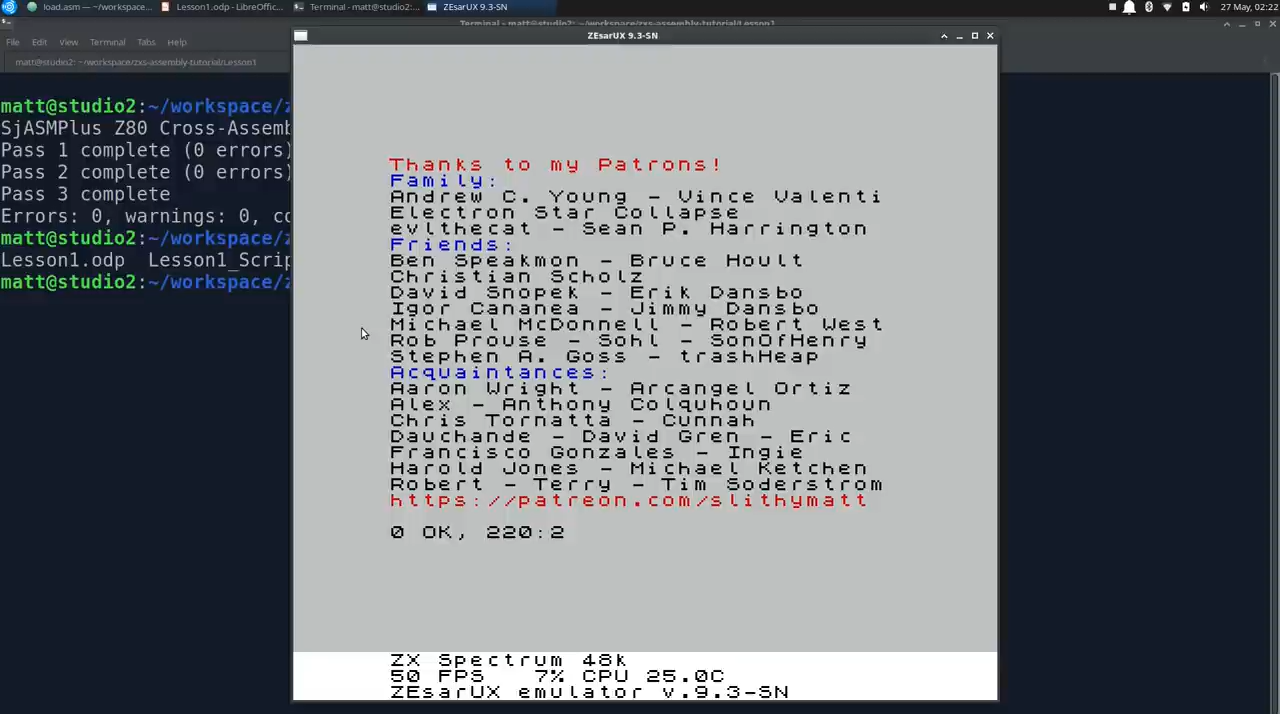 load.asm — ~/workspace...
Lesson1.odp - LibreOffic...
Terminal - matt@studio2:...
ZEsarUX 9.3-SN
27 May, 02:22
Terminal - matt@studio2: ~/workspace/zxs-assembly-tutorial/Lesson1
File Edit View Terminal Tabs Help
matt@studio2: ~/workspace/zxs-assembly-tutorial/Lesson1
matt@studio2:~/workspace/z
SjASMPlus Z80 Cross-Assemb
Pass 1 complete (0 errors)
Pass 2 complete (0 errors)
Pass 3 complete
Errors: 0, warnings: 0, co
matt@studio2:~/workspace/z
Lesson1.odp Lesson1_Scrip
matt@studio2:~/workspace/z
ZEsarUX 9.3-SN
Thanks to my Patrons!
Family:
Andrew C. Young - Vince Valenti
Electron Star Collapse
evlthecat - Sean P. Harrington
Friends:
Ben Speakmon - Bruce Hoult
Christian Scholz
David Snopek - Erik Dansbo
Igor Cananea - Jimmy Dansbo
Michael McDonnell - Robert West
Rob Prouse - Sohl - SonOfHenry
Stephen A. Goss - trashHeap
Acquaintances:
Aaron Wright - Arcangel Ortiz
Alex - Anthony Colquhoun
Chris Tornatta - Cunnah
Dauchande - David Gren - Eric
Francisco Gonzales - Ingie
Harold Jones - Michael Ketchen
Robert - Terry - Tim Soderstrom
https://patreon.com/slithymatt
0 OK, 220:2
ZX Spectrum 48k
50 FPS 7% CPU 25.0C
ZEsarUX emulator v.9.3-SN